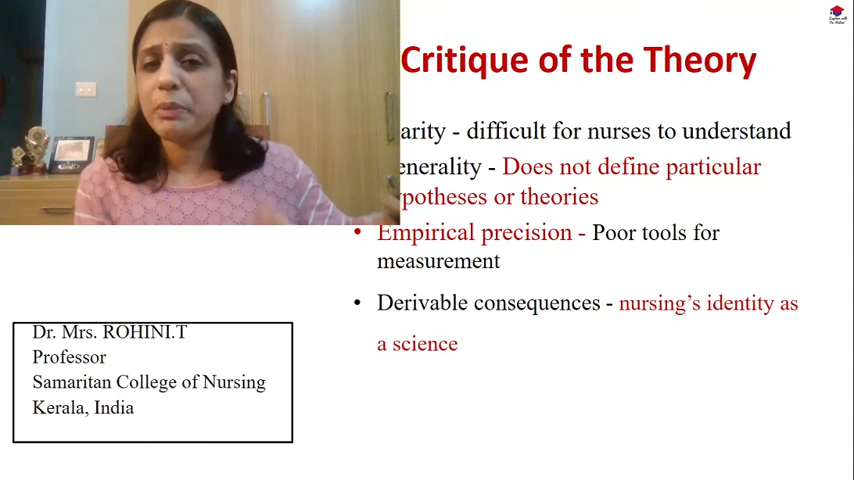 Critique of the Theory
arity - difficult for nurses to understand
enerality - Does not define particular
potheses or theories
• Empirical precision - Poor tools for
measurement
• Derivable consequences - nursing's identity as
a science
Dr. Mrs. ROHINI.T
Professor
Samaritan College of Nursing
Kerala, India